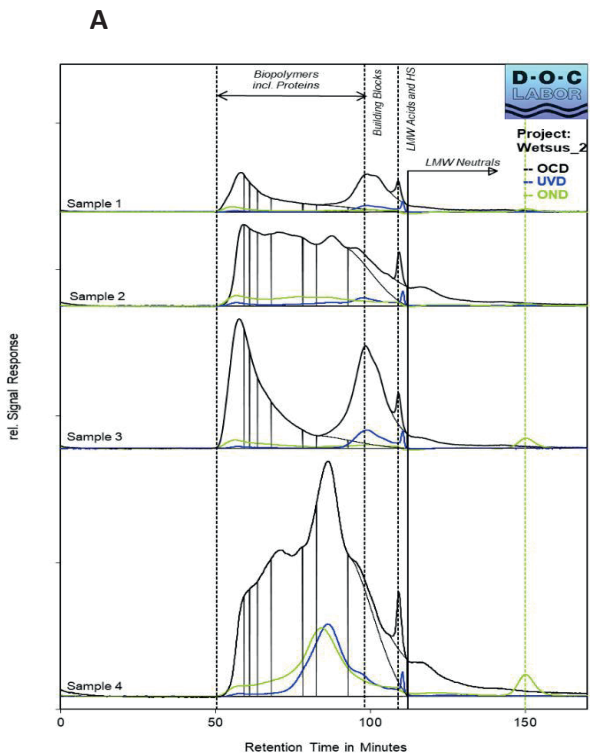 A
Biopolymers
incl. Proteins
Building Blocks
LMW Acids and HS
LMW Neutrals
D-O-C
LABOR
Project:
Wetsus_2
OCD
UVD
OND
Sample 1
Sample 2
Sample 3
Sample 4
rel. Signal Response
0
50
100
150
Retention Time in Minutes